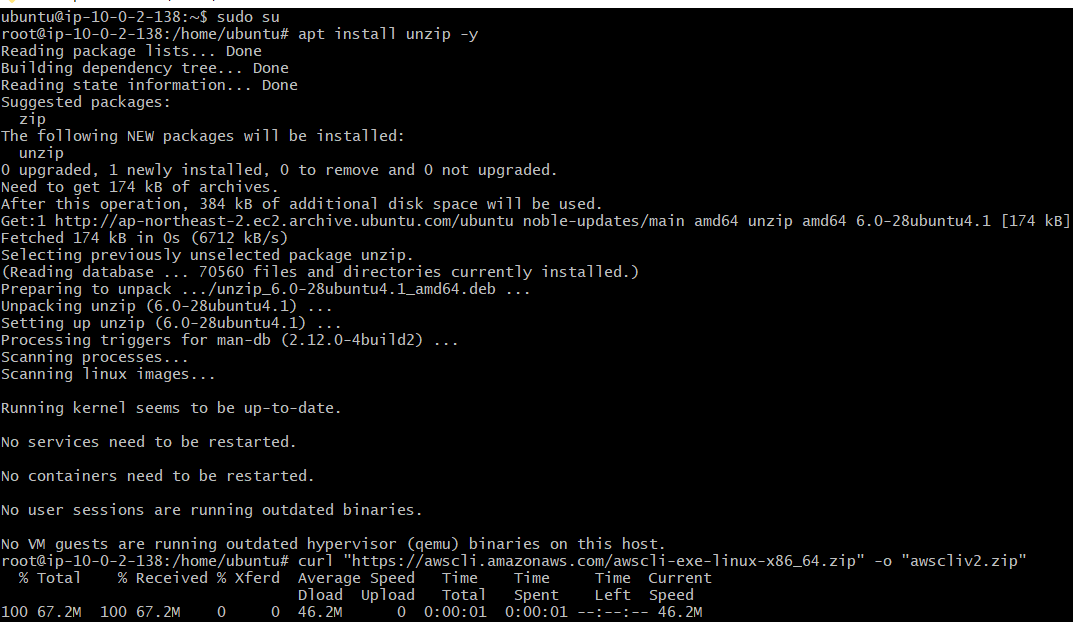 ubuntu@ip-10-0-2-138:~$ sudo su
root@ip-10-0-2-138:/home/ubuntu# apt install unzip -y
Reading package lists... Done
Building dependency tree... Done
Reading state information... Done
Suggested packages:
  zip
The following NEW packages will be installed:
  unzip
0 upgraded, 1 newly installed, 0 to remove and 0 not upgraded.
Need to get 174 kB of archives.
After this operation, 384 kB of additional disk space will be used.
Get:1 http://ap-northeast-2.ec2.archive.ubuntu.com/ubuntu noble-updates/main amd64 unzip amd64 6.0-28ubuntu4.1 [174 kB]
Fetched 174 kB in 0s (6712 kB/s)
Selecting previously unselected package unzip.
(Reading database ... 70560 files and directories currently installed.)
Preparing to unpack .../unzip_6.0-28ubuntu4.1_amd64.deb ...
Unpacking unzip (6.0-28ubuntu4.1) ...
Setting up unzip (6.0-28ubuntu4.1) ...
Processing triggers for man-db (2.12.0-4build2) ...
Scanning processes...
Scanning linux images...

Running kernel seems to be up-to-date.

No services need to be restarted.

No containers need to be restarted.

No user sessions are running outdated binaries.

No VM guests are running outdated hypervisor (qemu) binaries on this host.
root@ip-10-0-2-138:/home/ubuntu# curl "https://awscli.amazonaws.com/awscli-exe-linux-x86_64.zip" -o "awscliv2.zip"
  % Total    % Received % Xferd  Average Speed   Time    Time     Time  Current
                                 Dload  Upload   Total   Spent    Left  Speed
100 67.2M  100 67.2M    0     0  46.2M      0  0:00:01  0:00:01 --:--:-- 46.2M